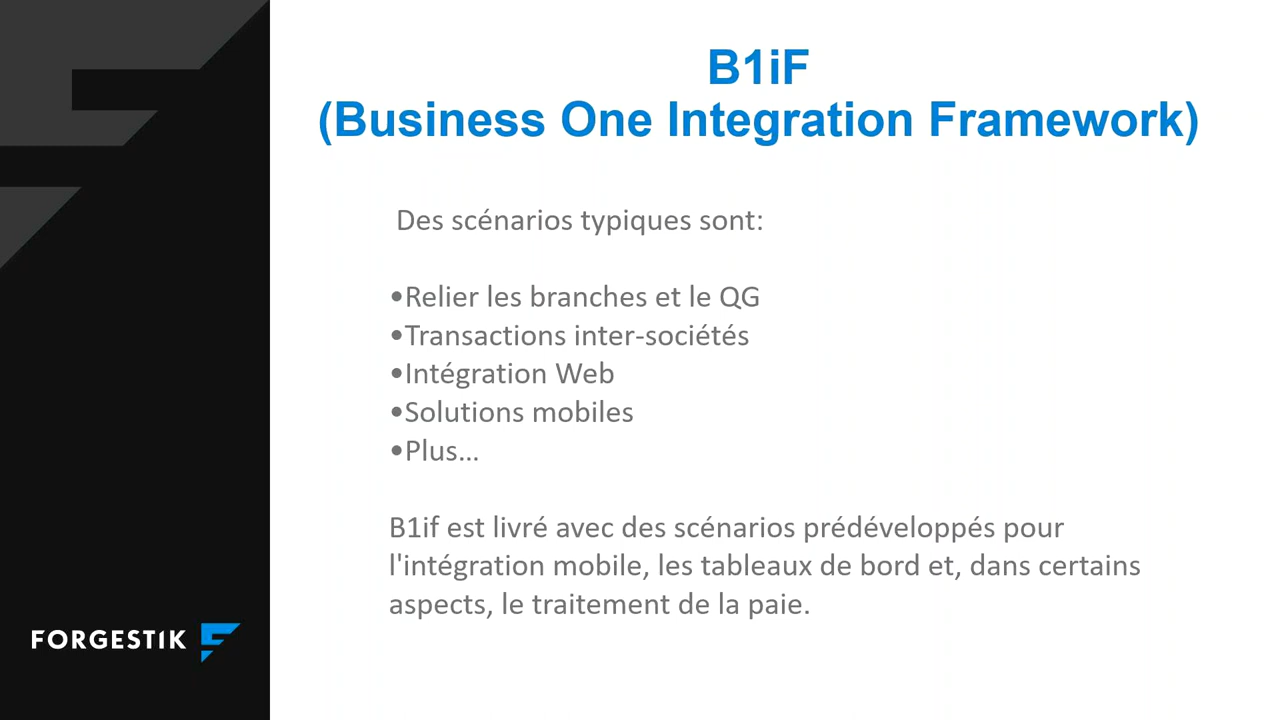 B1iF
(Business One Integration Framework)
Des scénarios typiques sont:
•Relier les branches et le QG
•Transactions inter-sociétés
•Intégration Web
•Solutions mobiles
•Plus…
B1if est livré avec des scénarios prédéveloppés pour
l'intégration mobile, les tableaux de bord et, dans certains
aspects, le traitement de la paie.
FORGESTIK